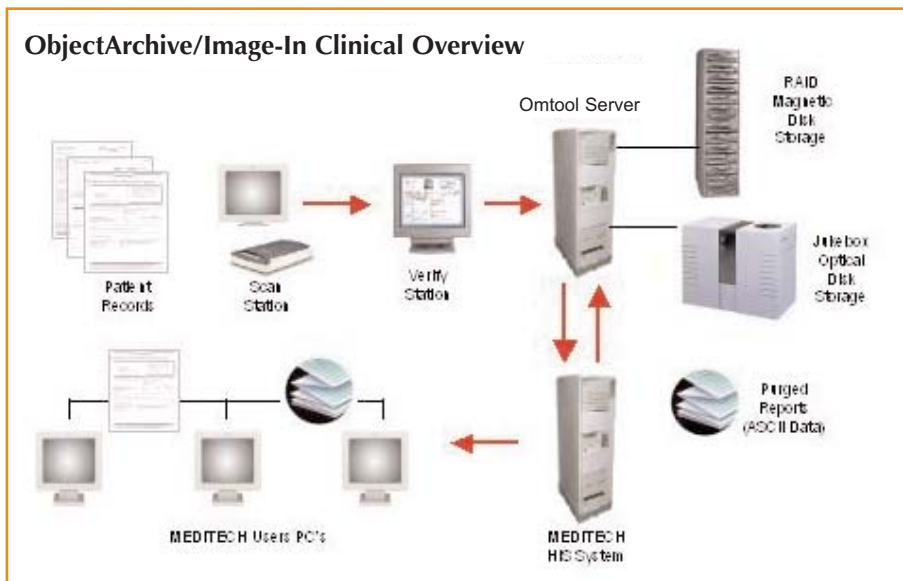 ObjectArchive/Image-In Clinical Overview
Omtool Server
RAID
Magnetic
Disk
Storage
Patient
Records
Scan
Station
Verify
Station
Jukebox
Optical
Disk
Storage
Purged
Reports
(ASCII Data)
MEDITECH Users PC's
MEDITECH
HIS System